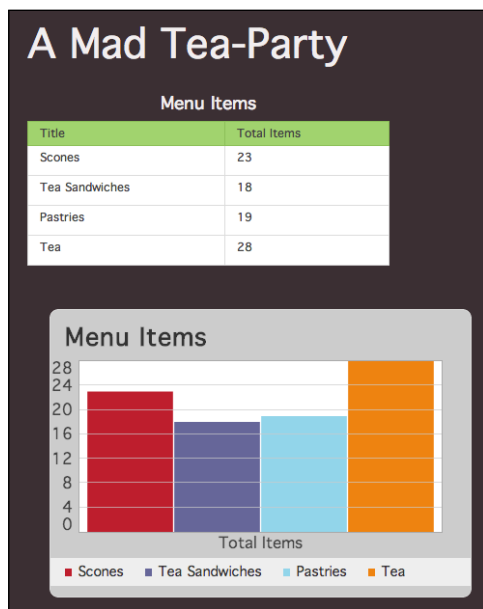 A Mad Tea-Party
Menu Items
Title Total Items
Scones 23
Tea Sandwiches 18
Pastries 19
Tea 28
Menu Items
28
24
20
16
12
8
4
0
Total Items
Scones Tea Sandwiches Pastries Tea